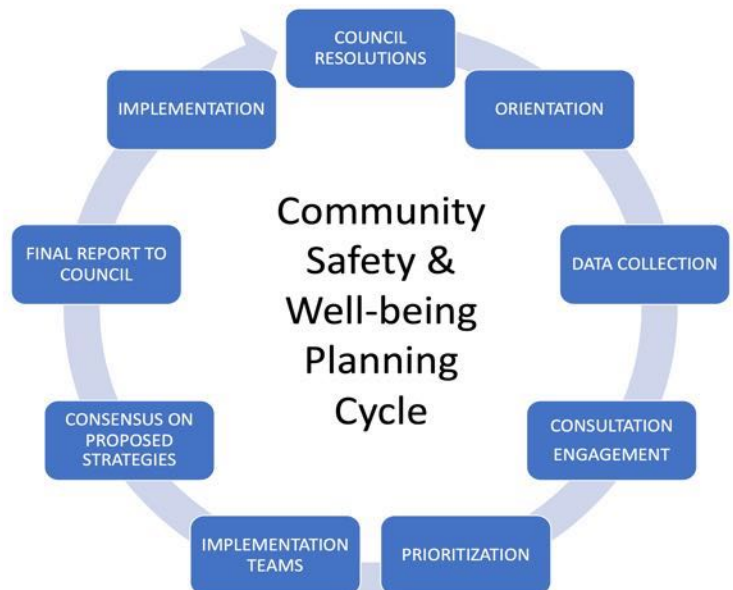 COUNCIL
RESOLUTIONS
ORIENTATION
DATA COLLECTION
CONSULTATION
ENGAGEMENT
PRIORITIZATION
IMPLEMENTATION
TEAMS
CONSENSUS ON
PROPOSED
STRATEGIES
FINAL REPORT TO
COUNCIL
IMPLEMENTATION
Community
Safety &
Well-being
Planning
Cycle